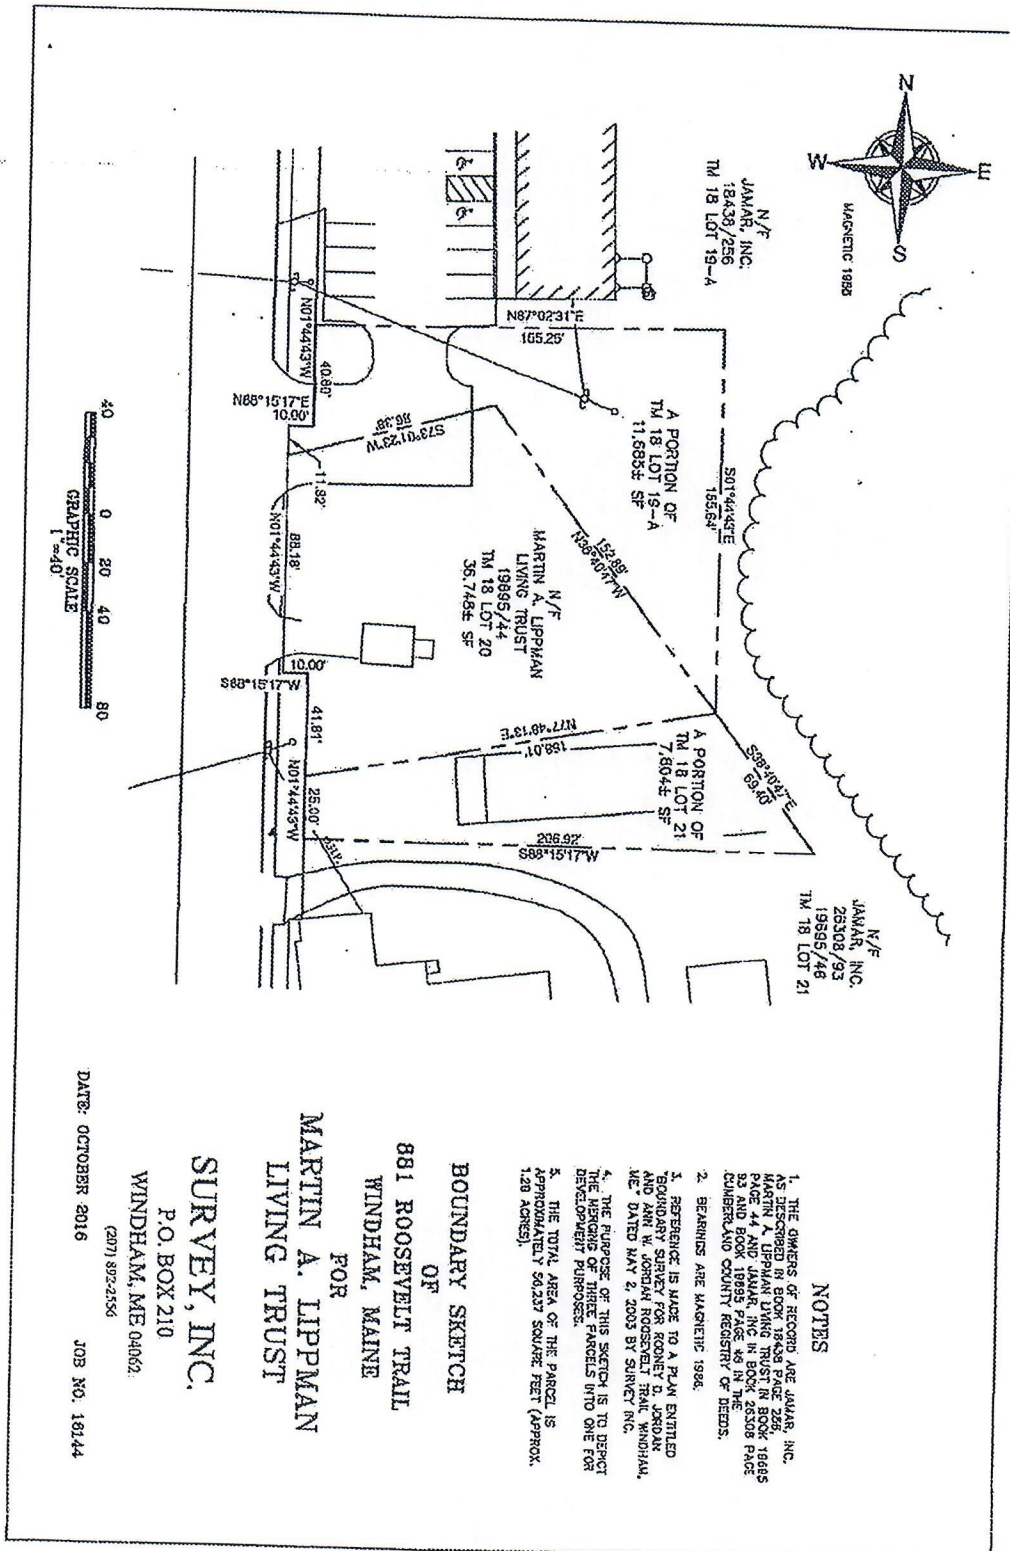 N
E
S
W
MAGNETIC 1988
N/F
JAMAR, INC.
18438/256
TM 18 LOT 19-A
N87°02'31"E
165.25'
N01°44'43"W
40.80'
N88°15'17"E
10.00'
S73°01'23"W
86.38'
11.82'
88.18'
N01°44'43"W
A PORTION OF
TM 18 LOT 19-A
11,685± SF
S01°44'43"E
155.64'
152.89'
N38°40'47"W
N/F
MARTIN A. LIPPMAN
LIVING TRUST
19695/44
TM 18 LOT 20
36,748± SF
10.00'
S88°15'17"W
41.81'
N01°44'43"W
25.00'
N77°48'13"E
168.01'
A PORTION OF
TM 18 LOT 21
7,804± SF
S38°40'47"E
69.40'
206.92'
S88°15'17"W
N/F
JAMAR, INC.
26308/93
19695/46
TM 18 LOT 21
40 0 20 40 80
GRAPHIC SCALE
1"=40'
NOTES
1. THE OWNERS OF RECORD ARE JAMAR, INC.
AS DESCRIBED IN BOOK 18438 PAGE 256,
MARTIN A. LIPPMAN LIVING TRUST IN BOOK 19695
PAGE 44 AND JAMAR, INC IN BOOK 26308 PAGE
93 AND BOOK 19695 PAGE 46 IN THE
CUMBERLAND COUNTY REGISTRY OF DEEDS.
2. BEARINGS ARE MAGNETIC 1988.
3. REFERENCE IS MADE TO A PLAN ENTITLED
"BOUNDARY SURVEY FOR RODNEY D. JORDAN
AND ANN W. JORDAN ROOSEVELT TRAIL WINDHAM,
ME" DATED MAY 2, 2003 BY SURVEY INC.
4. THE PURPOSE OF THIS SKETCH IS TO DEPICT
THE MERGING OF THREE PARCELS INTO ONE FOR
DEVELOPMENT PURPOSES.
5. THE TOTAL AREA OF THE PARCEL IS
APPROXIMATELY 56,237 SQUARE FEET (APPROX.
1.29 ACRES).
BOUNDARY SKETCH
OF
881 ROOSEVELT TRAIL
WINDHAM, MAINE
FOR
MARTIN A. LIPPMAN
LIVING TRUST
SURVEY, INC.
P.O. BOX 210
WINDHAM, ME 04062
(207) 892-2556
DATE: OCTOBER 2016 JOB NO. 16144